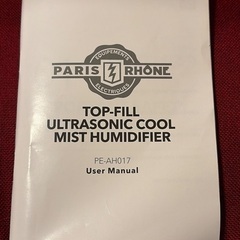 ÉQUIPEMENTS
PARIS RHÔNE
ÉLECTRIQUES
TOP-FILL
ULTRASONIC COOL
MIST HUMIDIFIER
PE-AH017
User Manual